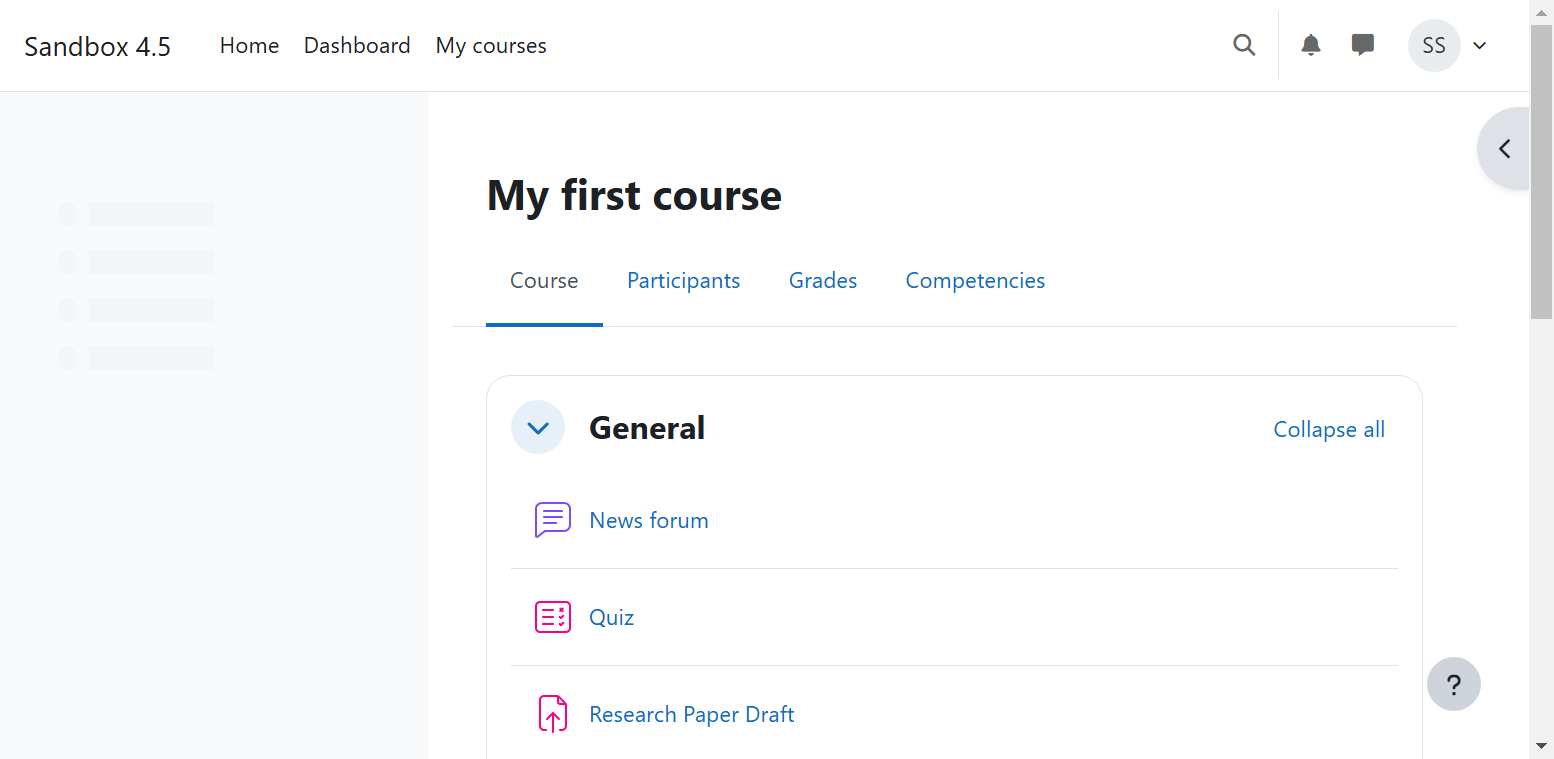 Sandbox 4.5 Home Dashboard My courses SS
My first course
Course Participants Grades Competencies
General Collapse all
News forum
Quiz
Research Paper Draft
?